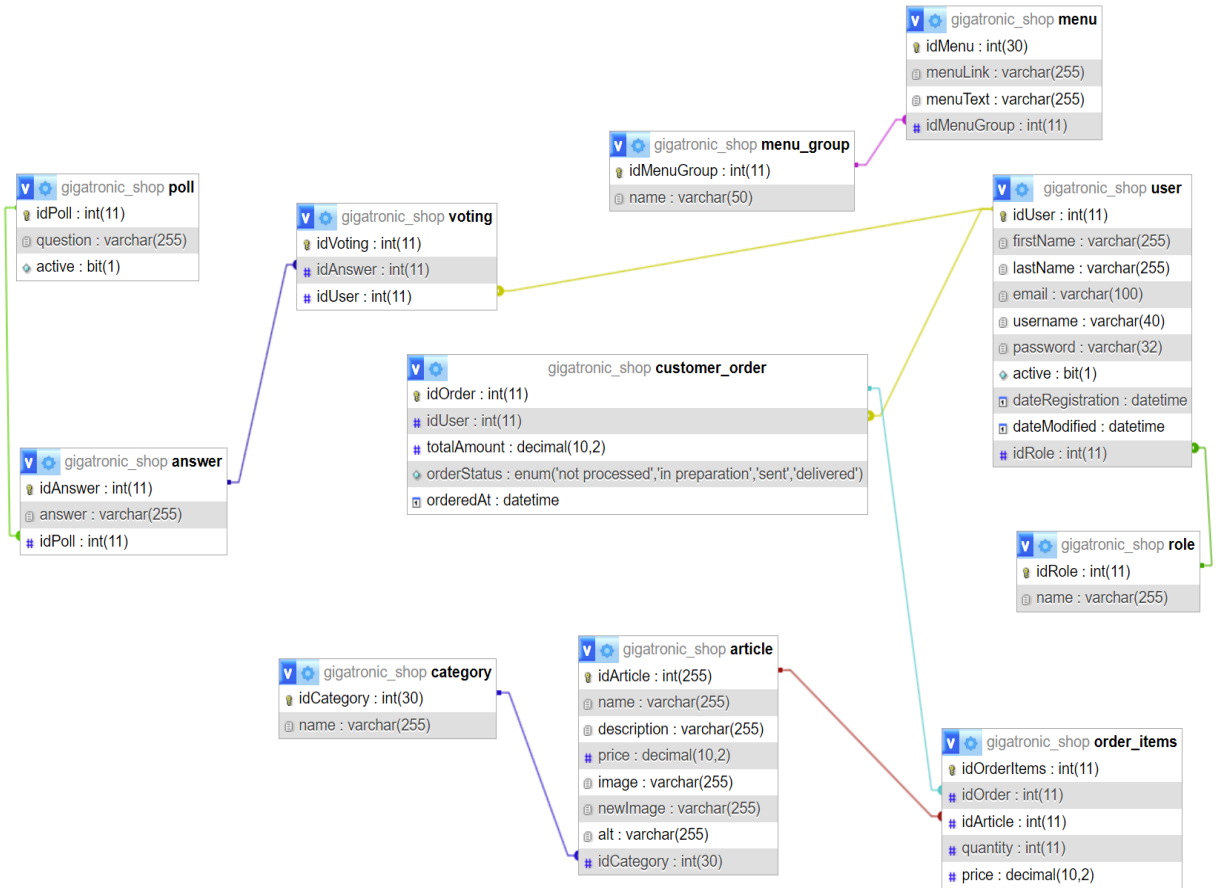 gigatronic_shop menu
idMenu : int(30)
menuLink : varchar(255)
menuText : varchar(255)
idMenuGroup : int(11)
gigatronic_shop menu_group
idMenuGroup : int(11)
name : varchar(50)
gigatronic_shop poll
idPoll : int(11)
question : varchar(255)
active : bit(1)
gigatronic_shop voting
idVoting : int(11)
idAnswer : int(11)
idUser : int(11)
gigatronic_shop user
idUser : int(11)
firstName : varchar(255)
lastName : varchar(255)
email : varchar(100)
username : varchar(40)
password : varchar(32)
active : bit(1)
dateRegistration : datetime
dateModified : datetime
idRole : int(11)
gigatronic_shop customer_order
idOrder : int(11)
idUser : int(11)
totalAmount : decimal(10,2)
orderStatus : enum('not processed','in preparation','sent','delivered')
orderedAt : datetime
gigatronic_shop answer
idAnswer : int(11)
answer : varchar(255)
idPoll : int(11)
gigatronic_shop role
idRole : int(11)
name : varchar(255)
gigatronic_shop category
idCategory : int(30)
name : varchar(255)
gigatronic_shop article
idArticle : int(255)
name : varchar(255)
description : varchar(255)
price : decimal(10,2)
image : varchar(255)
newImage : varchar(255)
alt : varchar(255)
idCategory : int(30)
gigatronic_shop order_items
idOrderItems : int(11)
idOrder : int(11)
idArticle : int(11)
quantity : int(11)
price : decimal(10,2)